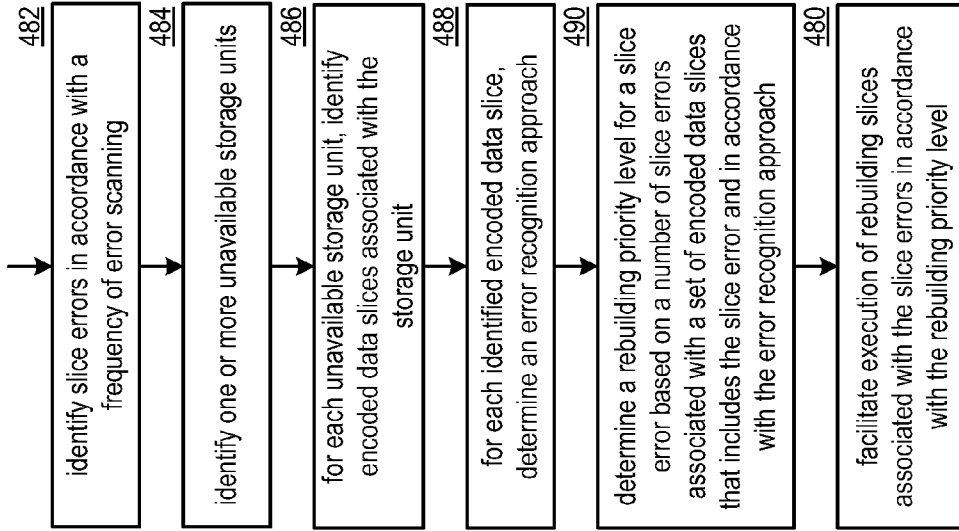 482
identify slice errors in accordance with a
frequency of error scanning
484
identify one or more unavailable storage units
486
for each unavailable storage unit, identify
encoded data slices associated with the
storage unit
488
for each identified encoded data slice,
determine an error recognition approach
490
determine a rebuilding priority level for a slice
error based on a number of slice errors
associated with a set of encoded data slices
that includes the slice error and in accordance
with the error recognition approach
480
facilitate execution of rebuilding slices
associated with the slice errors in accordance
with the rebuilding priority level